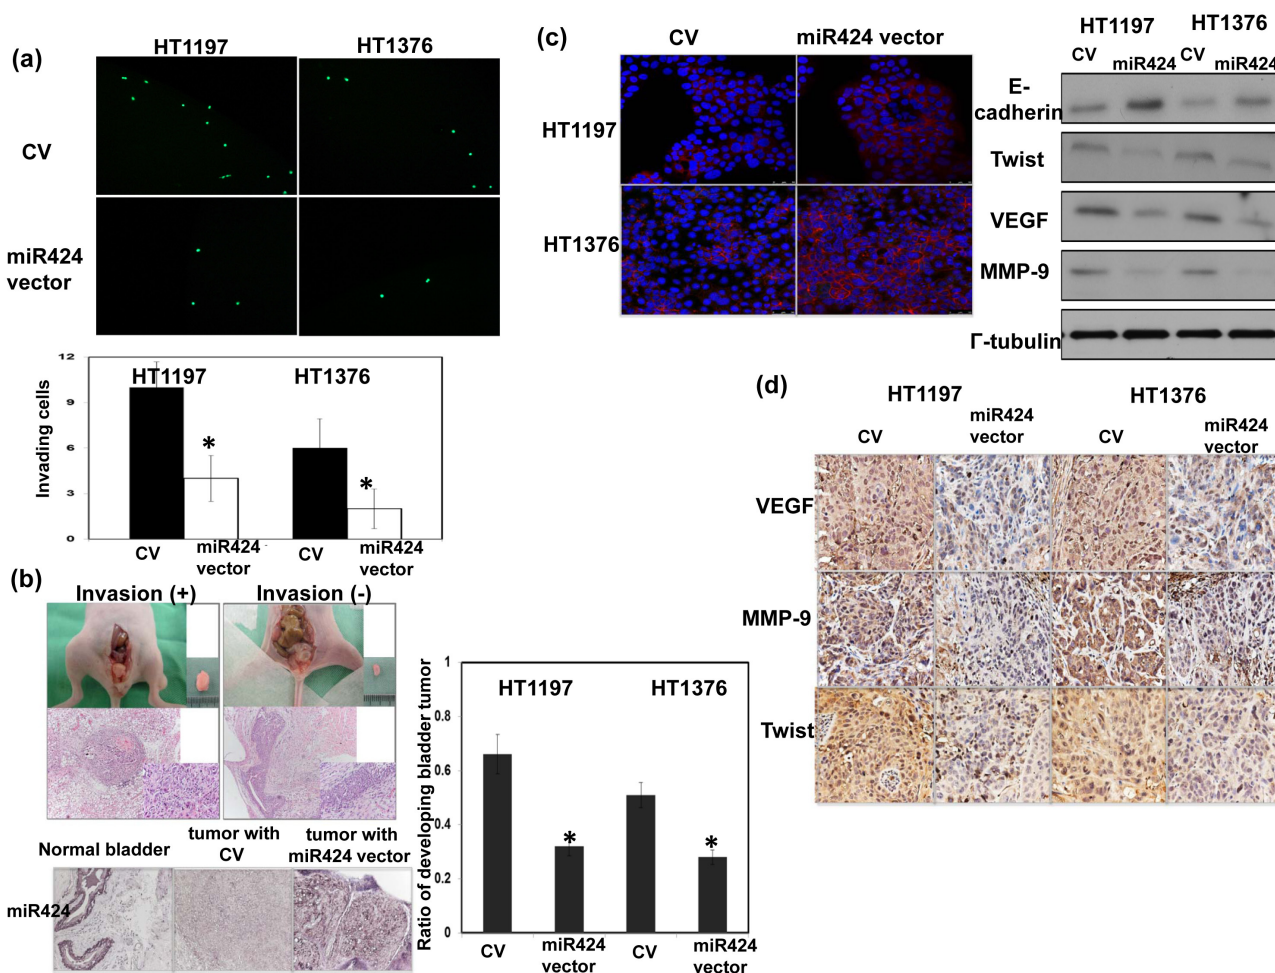 (a)
HT1197
HT1376
CV
miR424
vector
12
9
6
3
0
Invading cells
HT1197
HT1376
*
*
CV
miR424
vector
CV
miR424
vector
(b)
Invasion (+)
Invasion (-)
Normal bladder
tumor with
CV
tumor with
miR424 vector
miR424
1
0.8
0.6
0.4
0.2
0
Ratio of developing bladder tumor
HT1197
HT1376
*
*
CV
miR424
vector
CV
miR424
vector
(c)
CV
miR424 vector
HT1197
HT1376
HT1197
HT1376
CV
miR424
CV
miR424
E-
cadherin
Twist
VEGF
MMP-9
Γ-tubulin
(d)
HT1197
HT1376
CV
miR424
vector
CV
miR424
vector
VEGF
MMP-9
Twist